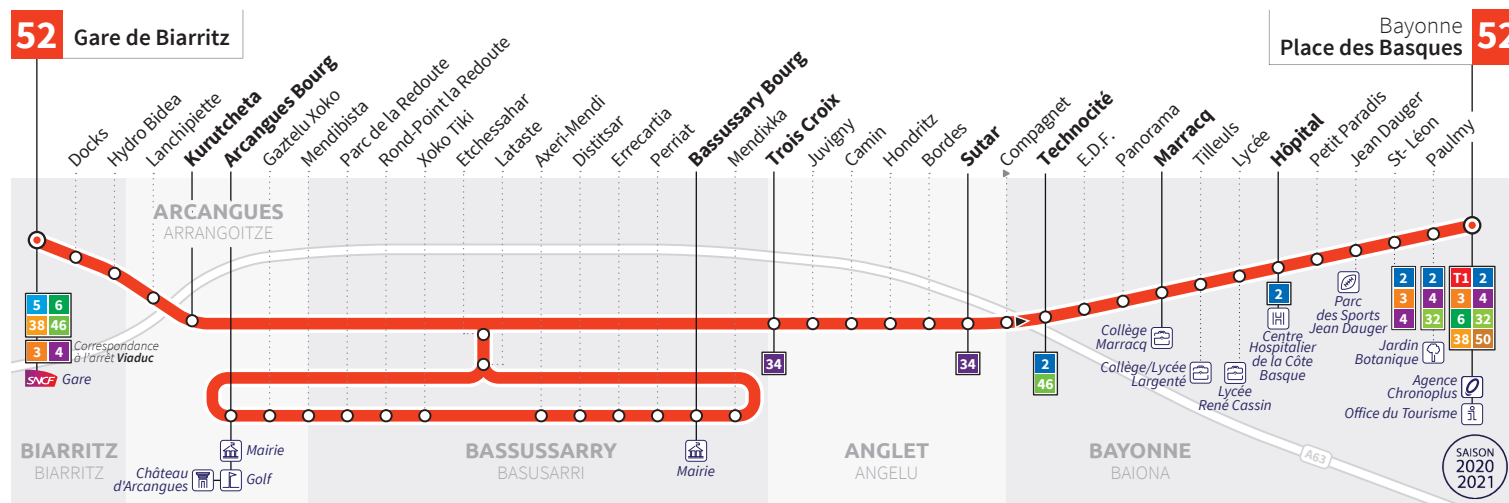 52 Gare de Biarritz
Bayonne
Place des Basques 52
Docks
Hydro Bidea
Lanchipiette
Kurutcheta
Arcangues Bourg
Gaztelu Xoko
Mendibista
Parc de la Redoute
Rond-Point la Redoute
Xoko Tiki
Etchessahar
Lataste
Axeri-Mendi
Distitsar
Errecartia
Perriat
Bassussary Bourg
Mendixka
Trois Croix
Juvigny
Camin
Hondritz
Bordes
Sutar
Compagnet
Technocité
E.D.F.
Panorama
Marracq
Tilleuls
Lycée
Hôpital
Petit Paradis
Jean Dauger
St- Léon
Paulmy
ARCANGUES
ARRANGOITZE
5 6
38 46
3 4
Correspondance
à l'arrêt Viaduc
SNCF Gare
34
34
2
46
Collège
Marracq
Collège/Lycée
Largenté
Lycée
René Cassin
2
H
Centre
Hospitalier
de la Côte
Basque
Parc
des Sports
Jean Dauger
2
3
4
2
4
32
Jardin
Botanique
T1 2
3 4
6 32
38 50
Agence
Chronoplus
Office du Tourisme
Mairie
Château
d'Arcangues
Golf
Mairie
BIARRITZ
BIARRITZ
BASSUSSARRY
BASUSARRI
ANGLET
ANGELU
BAYONNE
BAIONA
A63
SAISON
2020
2021